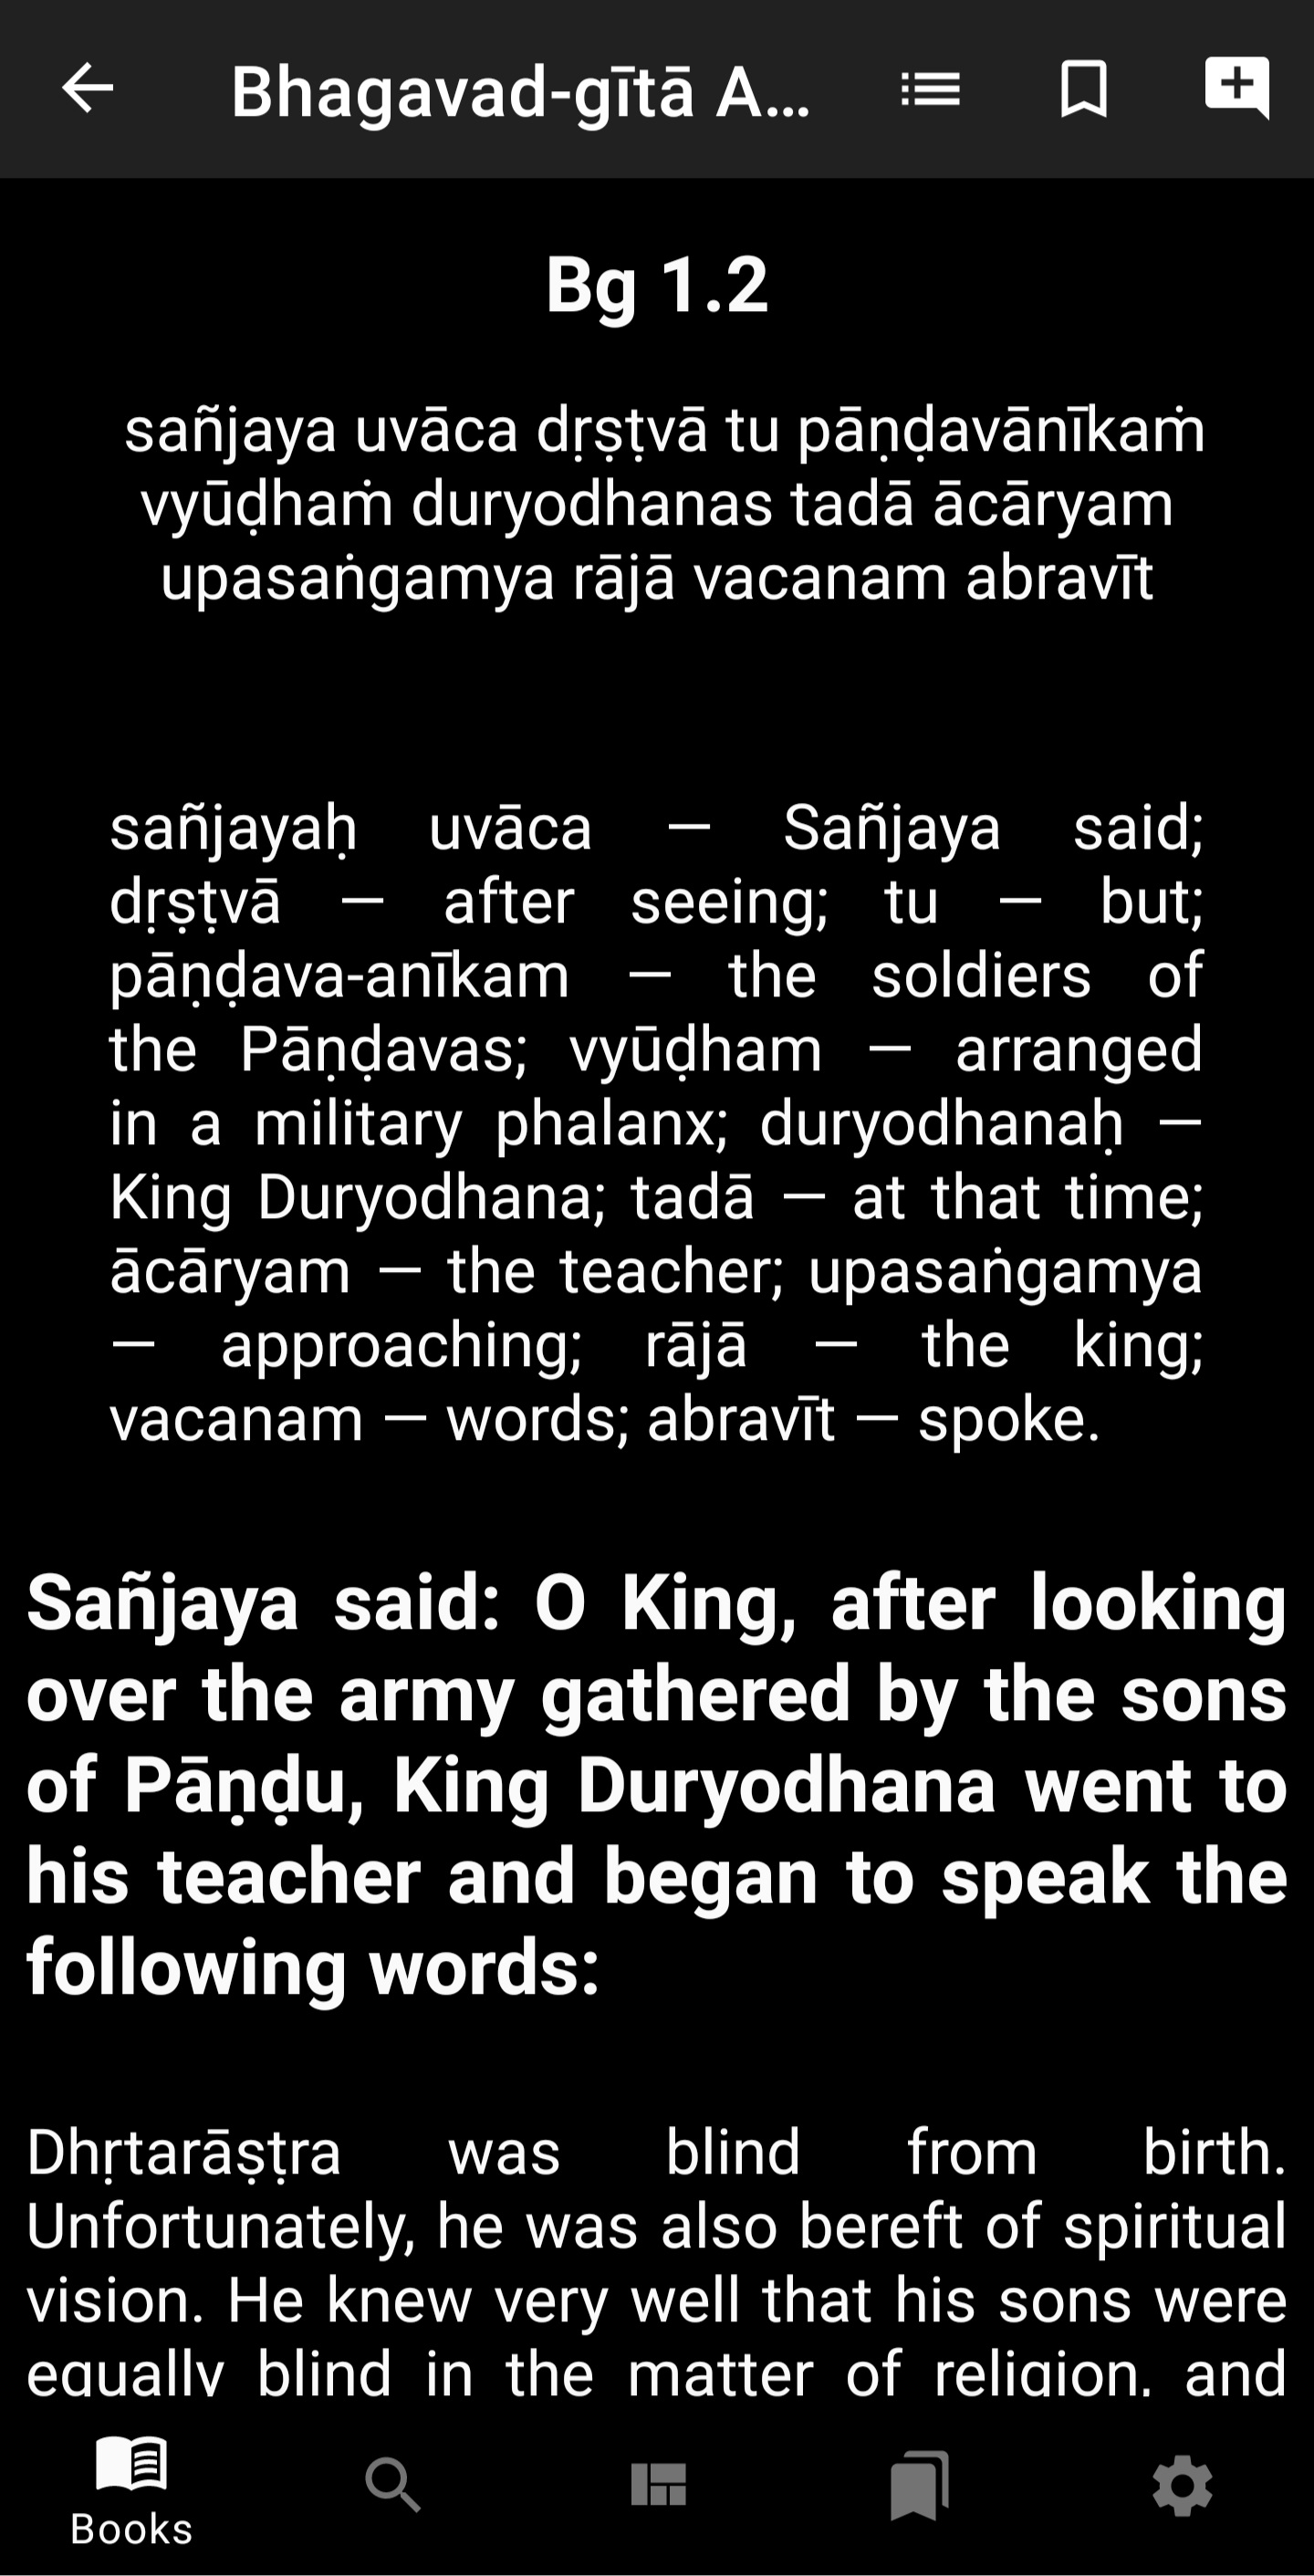 Bhagavad-gītā A...
Bg 1.2
sañjaya uvāca dṛṣṭvā tu pāṇḍavānīkaṁ
vyūḍhaṁ duryodhanas tadā ācāryam
upasaṅgamya rājā vacanam abravīt
sañjayaḥ uvāca — Sañjaya said;
dṛṣṭvā — after seeing; tu — but;
pāṇḍava-anīkam — the soldiers of
the Pāṇḍavas; vyūḍham — arranged
in a military phalanx; duryodhanaḥ —
King Duryodhana; tadā — at that time;
ācāryam — the teacher; upasaṅgamya
— approaching; rājā — the king;
vacanam — words; abravīt — spoke.
Sañjaya said: O King, after looking
over the army gathered by the sons
of Pāṇḍu, King Duryodhana went to
his teacher and began to speak the
following words:
Dhṛtarāṣṭra was blind from birth.
Unfortunately, he was also bereft of spiritual
vision. He knew very well that his sons were
equally blind in the matter of religion, and
Books